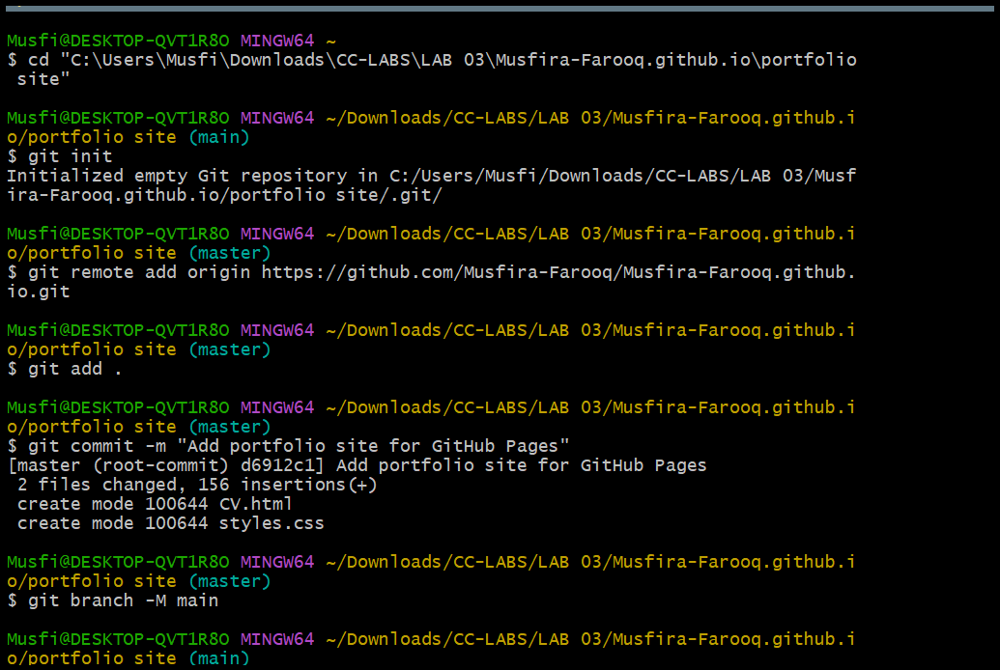 Musfi@DESKTOP-QVT1R8O MINGW64 ~
$ cd "C:\Users\Musfi\Downloads\CC-LABS\LAB 03\Musfira-Farooq.github.io\portfolio
 site"
Musfi@DESKTOP-QVT1R8O MINGW64 ~/Downloads/CC-LABS/LAB 03/Musfira-Farooq.github.i
o/portfolio site (main)
$ git init
Initialized empty Git repository in C:/Users/Musfi/Downloads/CC-LABS/LAB 03/Musf
ira-Farooq.github.io/portfolio site/.git/
Musfi@DESKTOP-QVT1R8O MINGW64 ~/Downloads/CC-LABS/LAB 03/Musfira-Farooq.github.i
o/portfolio site (master)
$ git remote add origin https://github.com/Musfira-Farooq/Musfira-Farooq.github.
io.git
Musfi@DESKTOP-QVT1R8O MINGW64 ~/Downloads/CC-LABS/LAB 03/Musfira-Farooq.github.i
o/portfolio site (master)
$ git add .
Musfi@DESKTOP-QVT1R8O MINGW64 ~/Downloads/CC-LABS/LAB 03/Musfira-Farooq.github.i
o/portfolio site (master)
$ git commit -m "Add portfolio site for GitHub Pages"
[master (root-commit) d6912c1] Add portfolio site for GitHub Pages
 2 files changed, 156 insertions(+)
 create mode 100644 CV.html
 create mode 100644 styles.css
Musfi@DESKTOP-QVT1R8O MINGW64 ~/Downloads/CC-LABS/LAB 03/Musfira-Farooq.github.i
o/portfolio site (master)
$ git branch -M main
Musfi@DESKTOP-QVT1R8O MINGW64 ~/Downloads/CC-LABS/LAB 03/Musfira-Farooq.github.i
o/portfolio site (main)